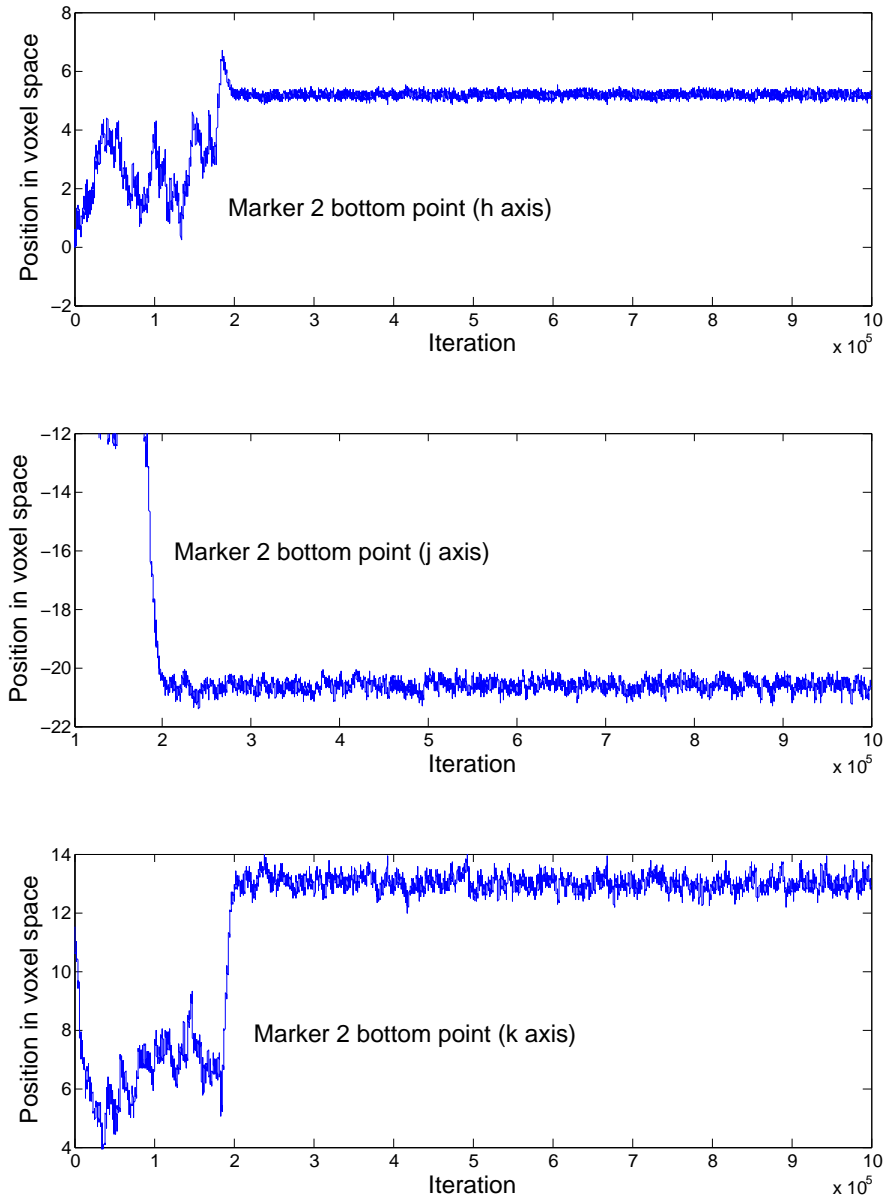 8
6
4
2
0
−2
Position in voxel space
Marker 2 bottom point (h axis)
0 1 2 3 4 5 6 7 8 9 10
Iteration
x 10^5
−12
−14
−16
−18
−20
−22
Position in voxel space
Marker 2 bottom point (j axis)
1 2 3 4 5 6 7 8 9 10
Iteration
x 10^5
14
12
10
8
6
4
Position in voxel space
Marker 2 bottom point (k axis)
0 1 2 3 4 5 6 7 8 9 10
Iteration
x 10^5